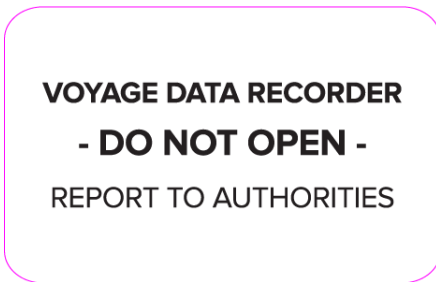 VOYAGE DATA RECORDER
- DO NOT OPEN -
REPORT TO AUTHORITIES